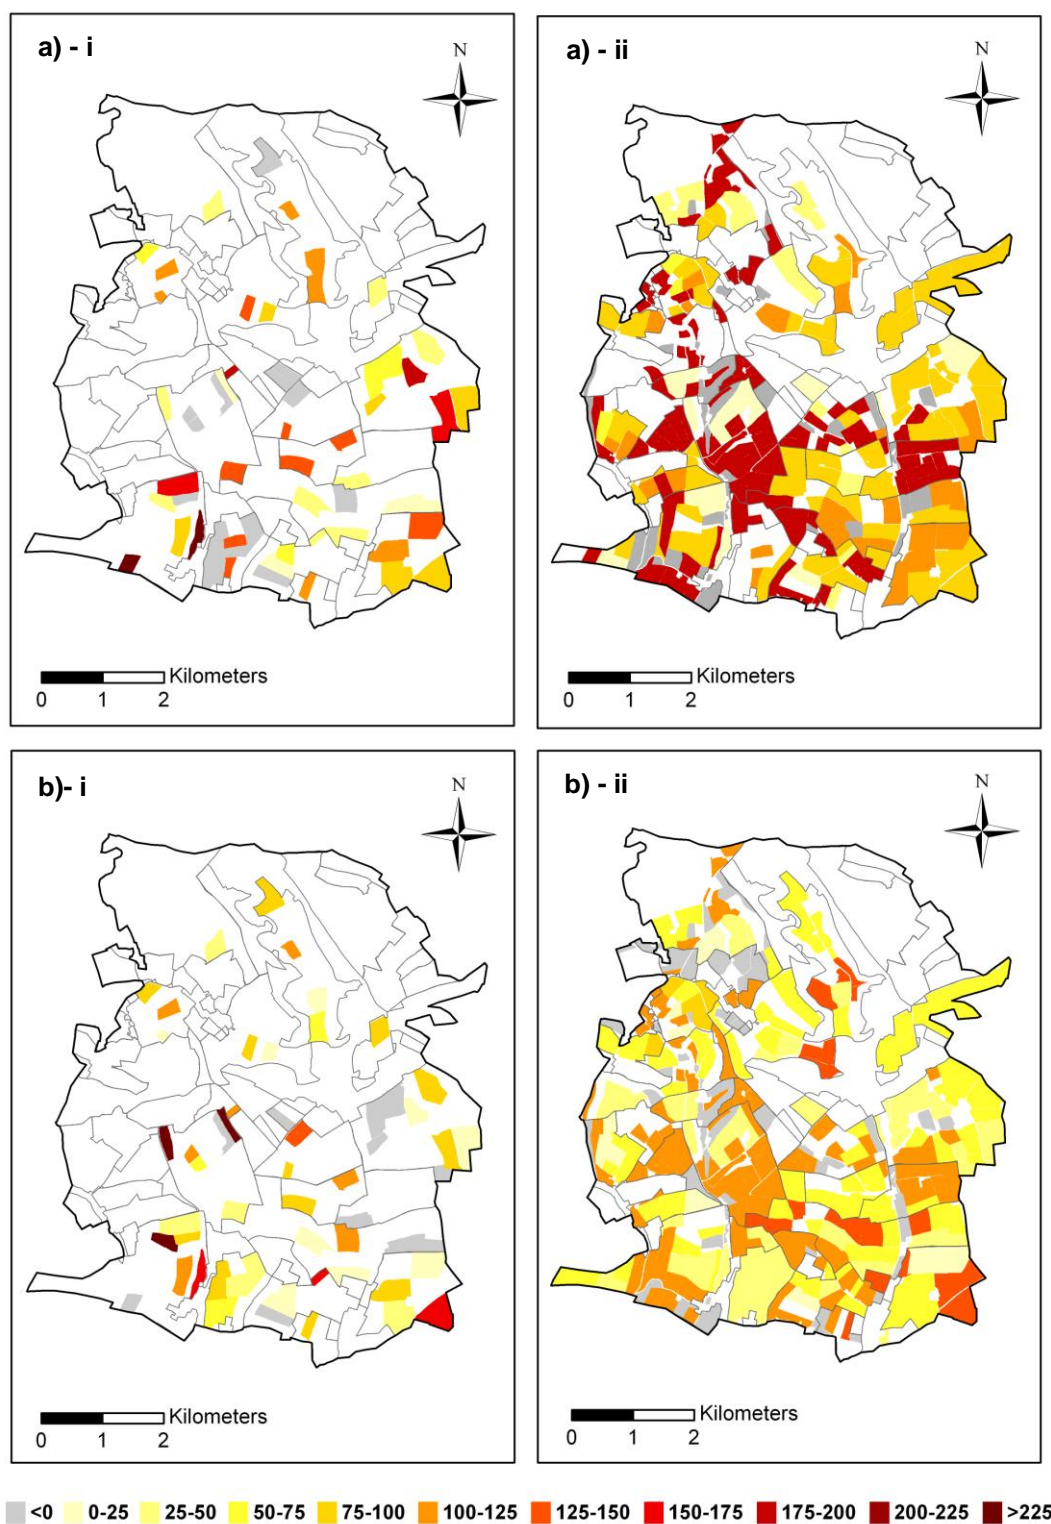 a) - i
N
Kilometers
0 1 2
a) - ii
N
Kilometers
0 1 2
b)- i
N
Kilometers
0 1 2
b) - ii
N
Kilometers
0 1 2
<0 0-25 25-50 50-75 75-100 100-125 125-150 150-175 175-200 200-225 >225